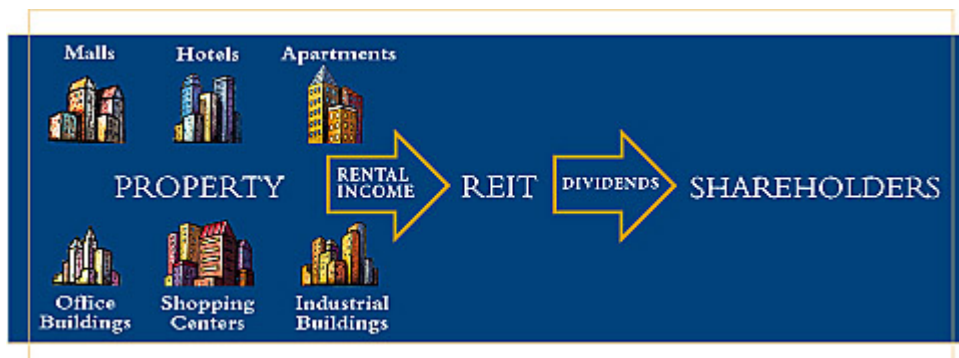 Malls
Hotels
Apartments
PROPERTY
RENTAL
INCOME
REIT
DIVIDENDS
SHAREHOLDERS
Office
Buildings
Shopping
Centers
Industrial
Buildings